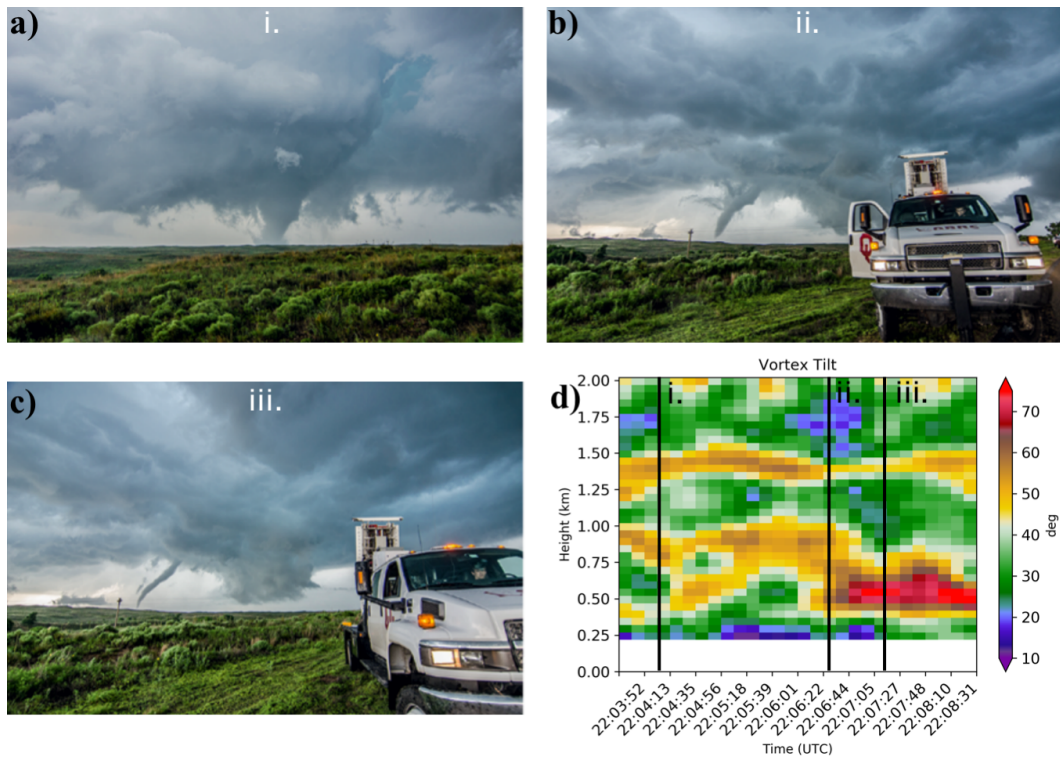 a)
i.
b)
ii.
c)
iii.
Vortex Tilt
d)
i.
ii.
iii.
2.00
1.75
1.50
1.25
1.00
0.75
0.50
0.25
0.00
Height (km)
22:03:52
22:04:13
22:04:35
22:04:56
22:05:18
22:05:39
22:06:01
22:06:22
22:06:44
22:07:05
22:07:27
22:07:48
22:08:10
22:08:31
Time (UTC)
70
60
50
40
30
20
10
deg